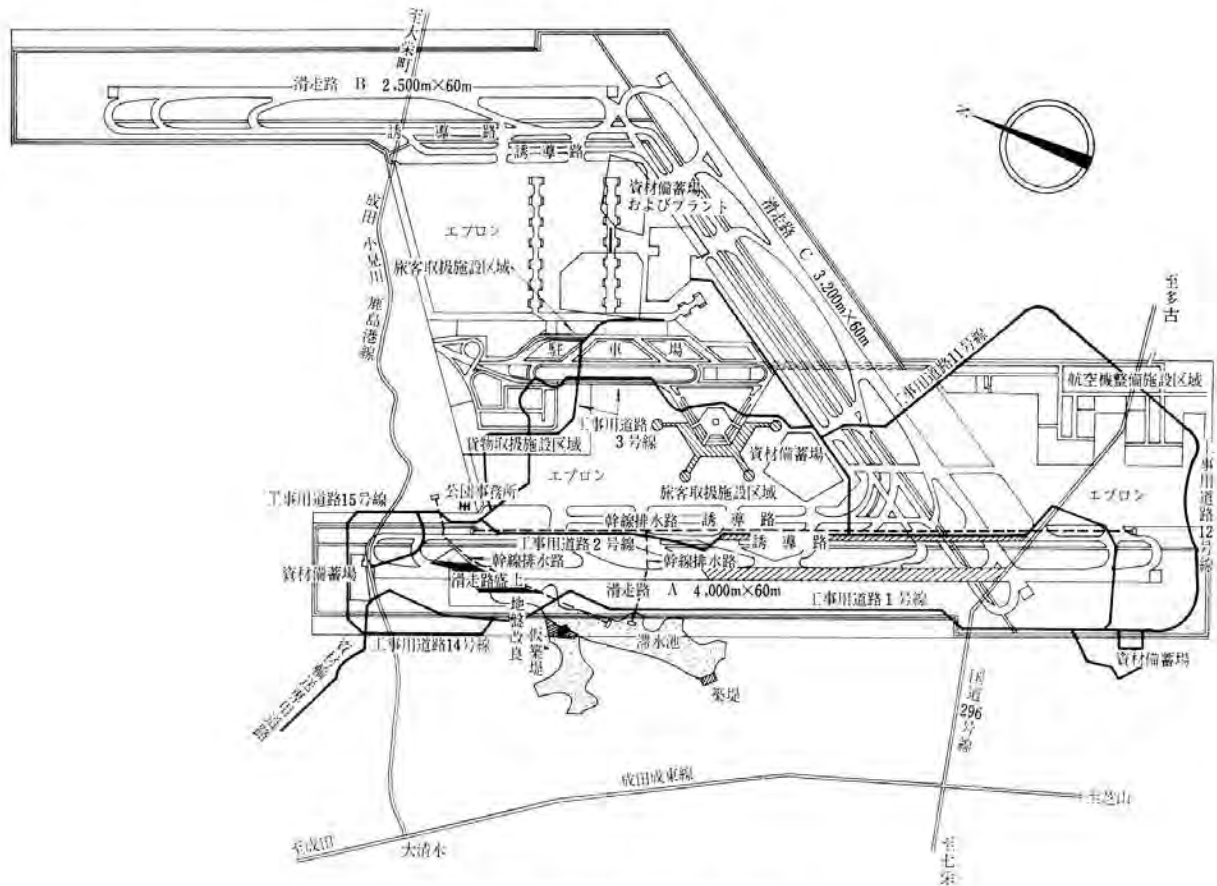 至大栄町
滑走路 B 2,500m×60m
誘導路
誘導路
N
資材備蓄場
およびプラント
滑走路 C 3,200m×60m
成田 小見川 鹿島港線
エプロン
旅客取扱施設区域
至多古
駐車場
工事用道路11号線
航空機整備施設区域
工事用道路
3号線
貨物取扱施設区域
資材備蓄場
エプロン
旅客取扱施設区域
エプロン
工事用道路12号線
公団事務所
工事用道路15号線
幹線排水路
誘導路
工事用道路2号線
誘導路
幹線排水路
幹線排水路
資材備蓄場
滑走路盛土
滑走路 A 4,000m×60m
工事用道路1号線
地盤改良
仮築堤
滞水池
工事用道路14号線
資材備蓄場
築堤
資材輸送専用道路
国道
296
号線
成田成東線
至芝山
至成田
大清水
至七栄